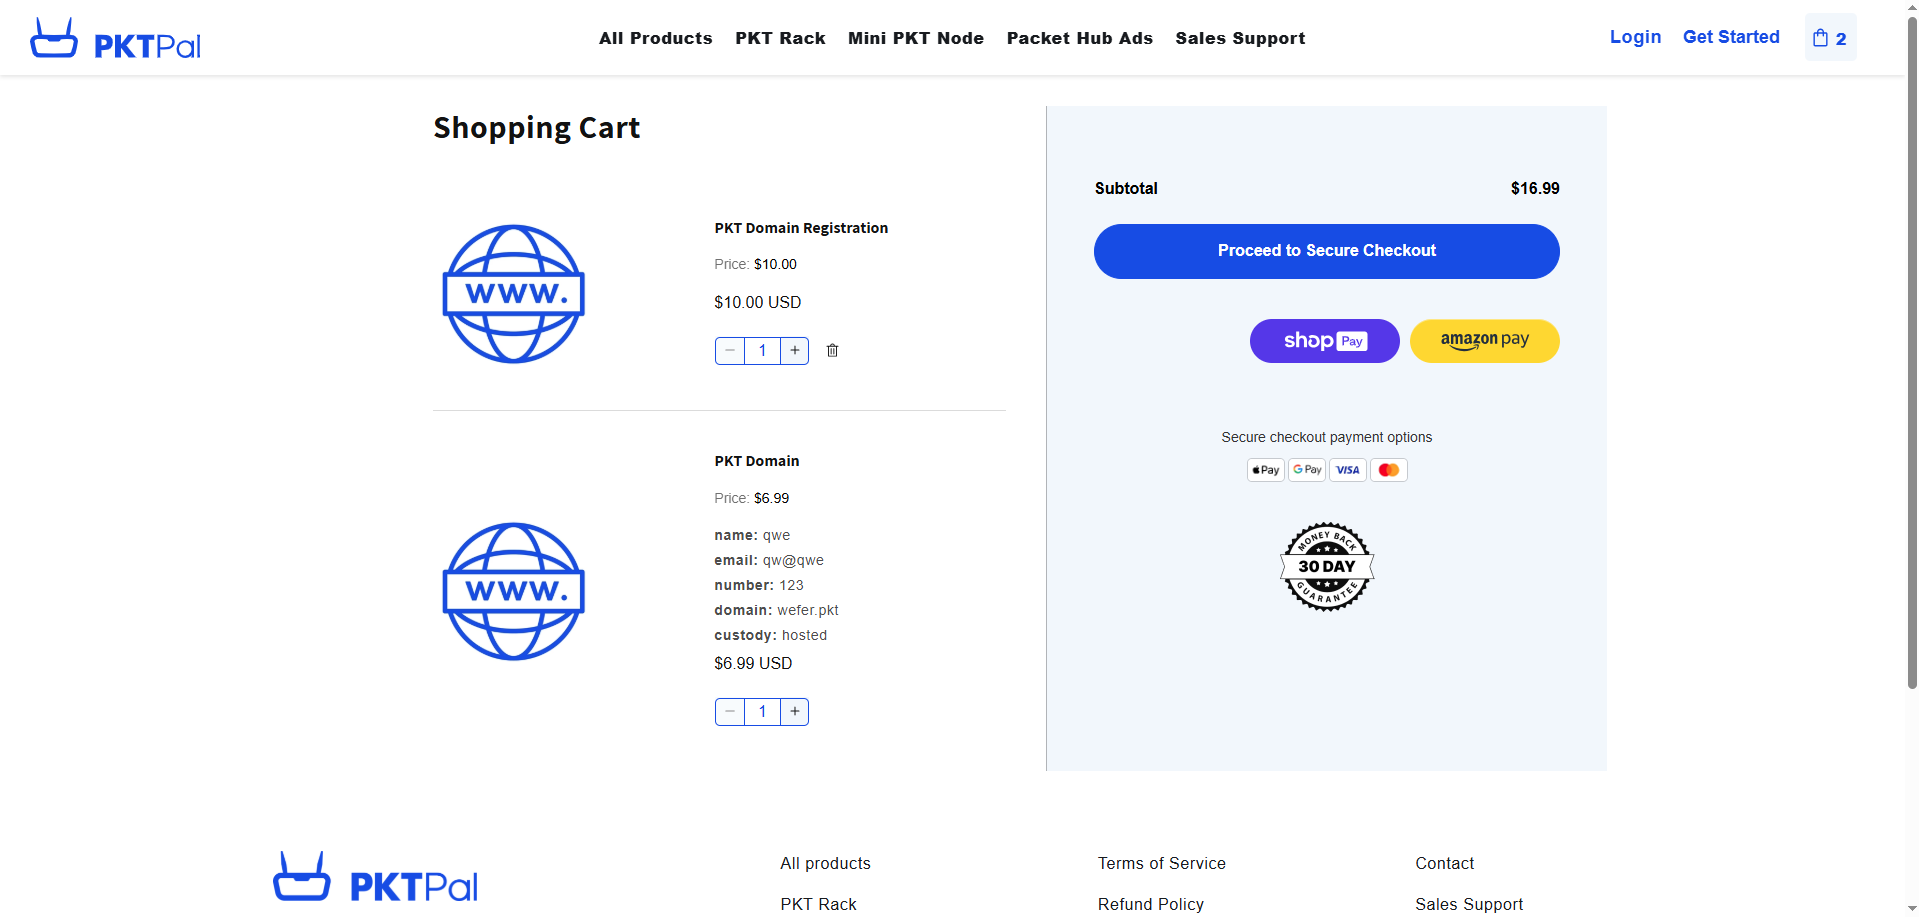 PKTPal
All Products
PKT Rack
Mini PKT Node
Packet Hub Ads
Sales Support
Login
Get Started
2
Shopping Cart
www.
PKT Domain Registration
Price: $10.00
$10.00 USD
− 1 +
www.
PKT Domain
Price: $6.99
name: qwe
email: qw@qwe
number: 123
domain: wefer.pkt
custody: hosted
$6.99 USD
− 1 +
Subtotal $16.99
Proceed to Secure Checkout
shop Pay
amazon pay
Secure checkout payment options
Pay
G Pay
VISA
MONEY BACK
30 DAY
GUARANTEE
PKTPal
All products
PKT Rack
Terms of Service
Refund Policy
Contact
Sales Support